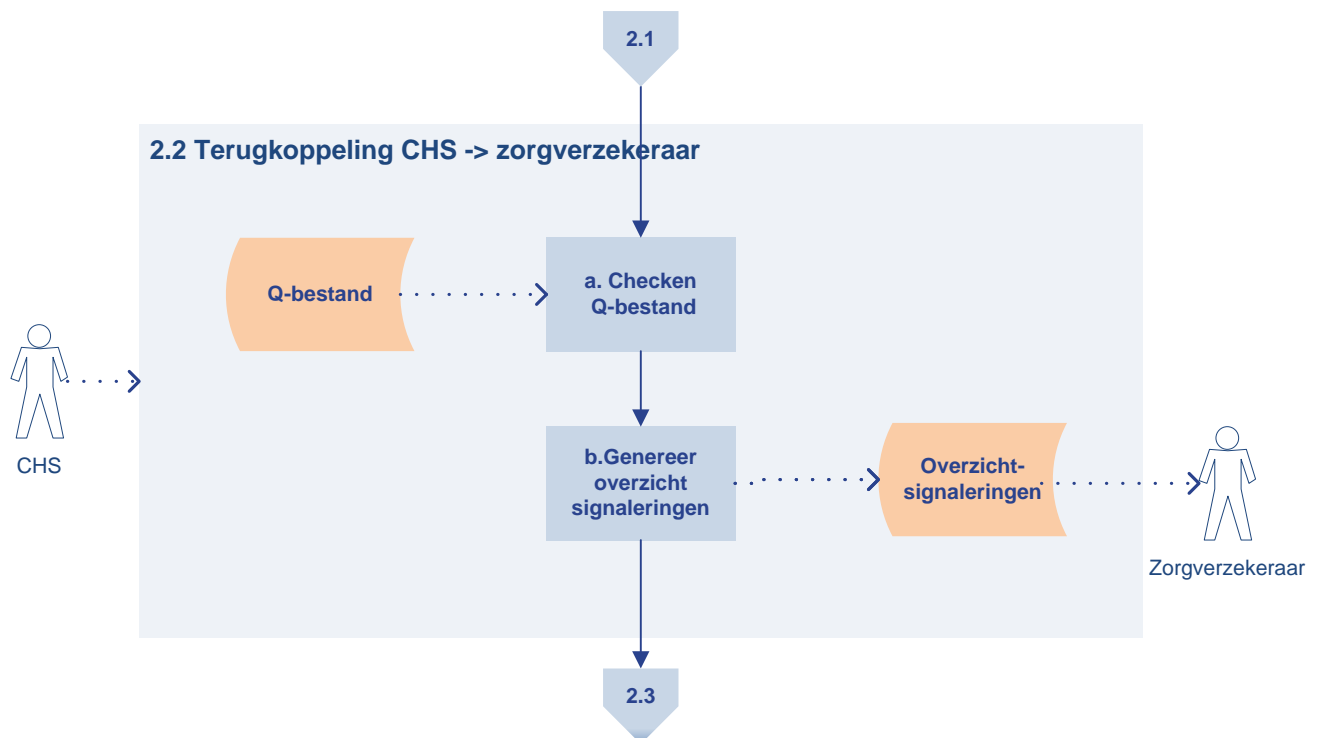 2.1
2.2 Terugkoppeling CHS -> zorgverzekeraar
Q-bestand
a. Checken
Q-bestand
CHS
b.Genereer
overzicht
signaleringen
Overzicht-
signaleringen
Zorgverzekeraar
2.3